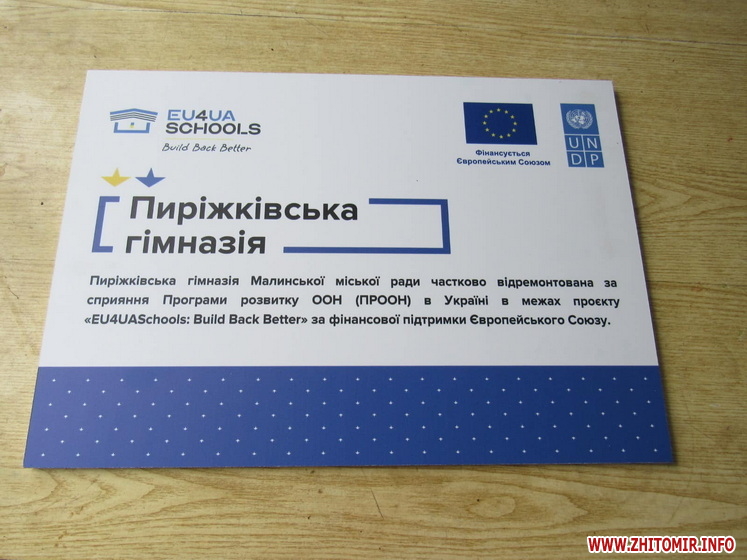 EU4UA
SCHOOLS
Build Back Better
Фінансується
Європейським Союзом
UN
DP
Пиріжківська
гімназія
Пиріжківська гімназія Малинської міської ради частково відремонтована за
сприяння Програми розвитку ООН (ПРООН) в Україні в межах проєкту
«EU4UASchools: Build Back Better» за фінансової підтримки Європейського Союзу.
WWW.ZHITOMIR.INFO